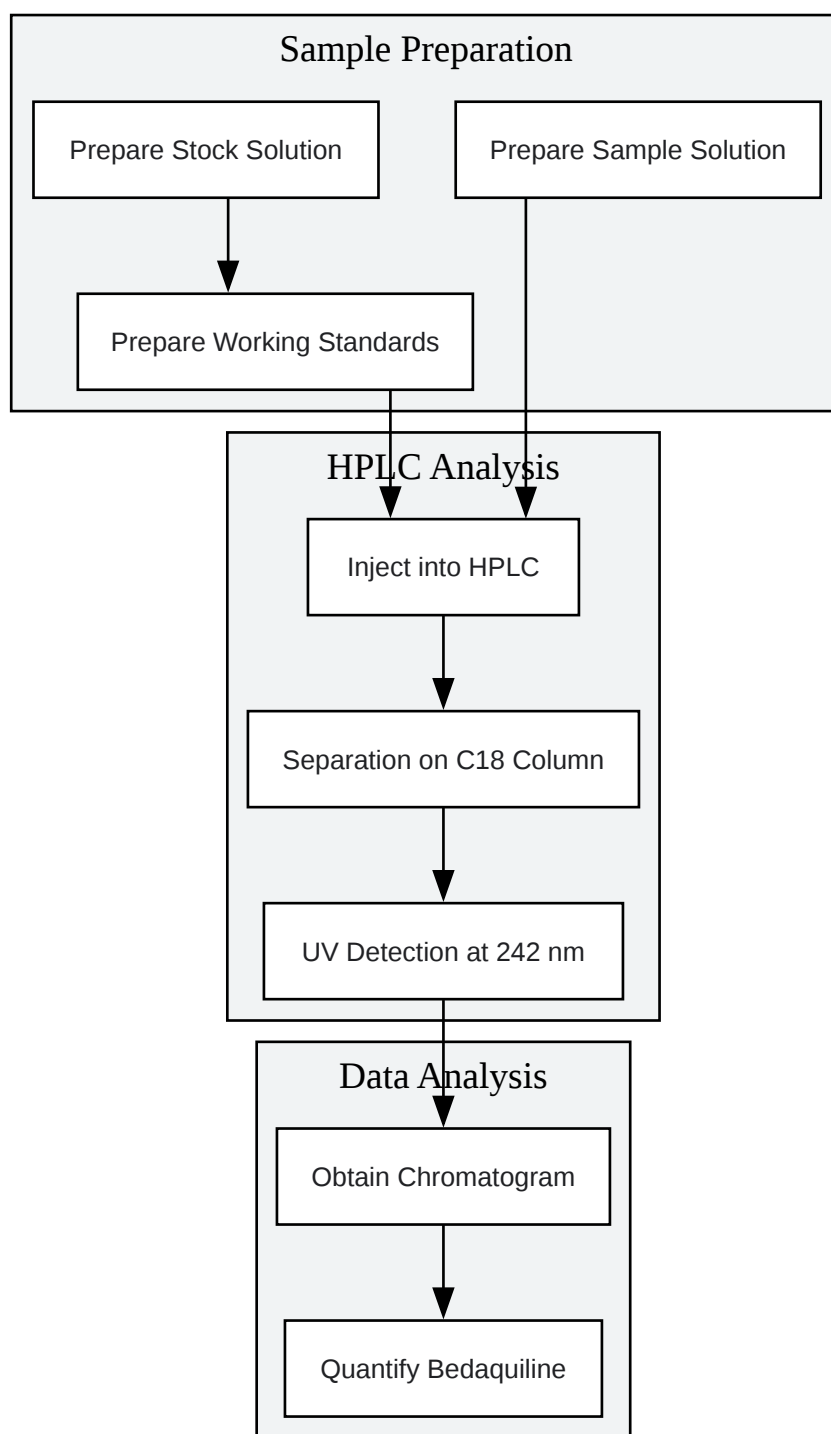 Sample Preparation
Prepare Stock Solution
Prepare Sample Solution
Prepare Working Standards
HPLC Analysis
Inject into HPLC
Separation on C18 Column
UV Detection at 242 nm
Data Analysis
Obtain Chromatogram
Quantify Bedaquiline